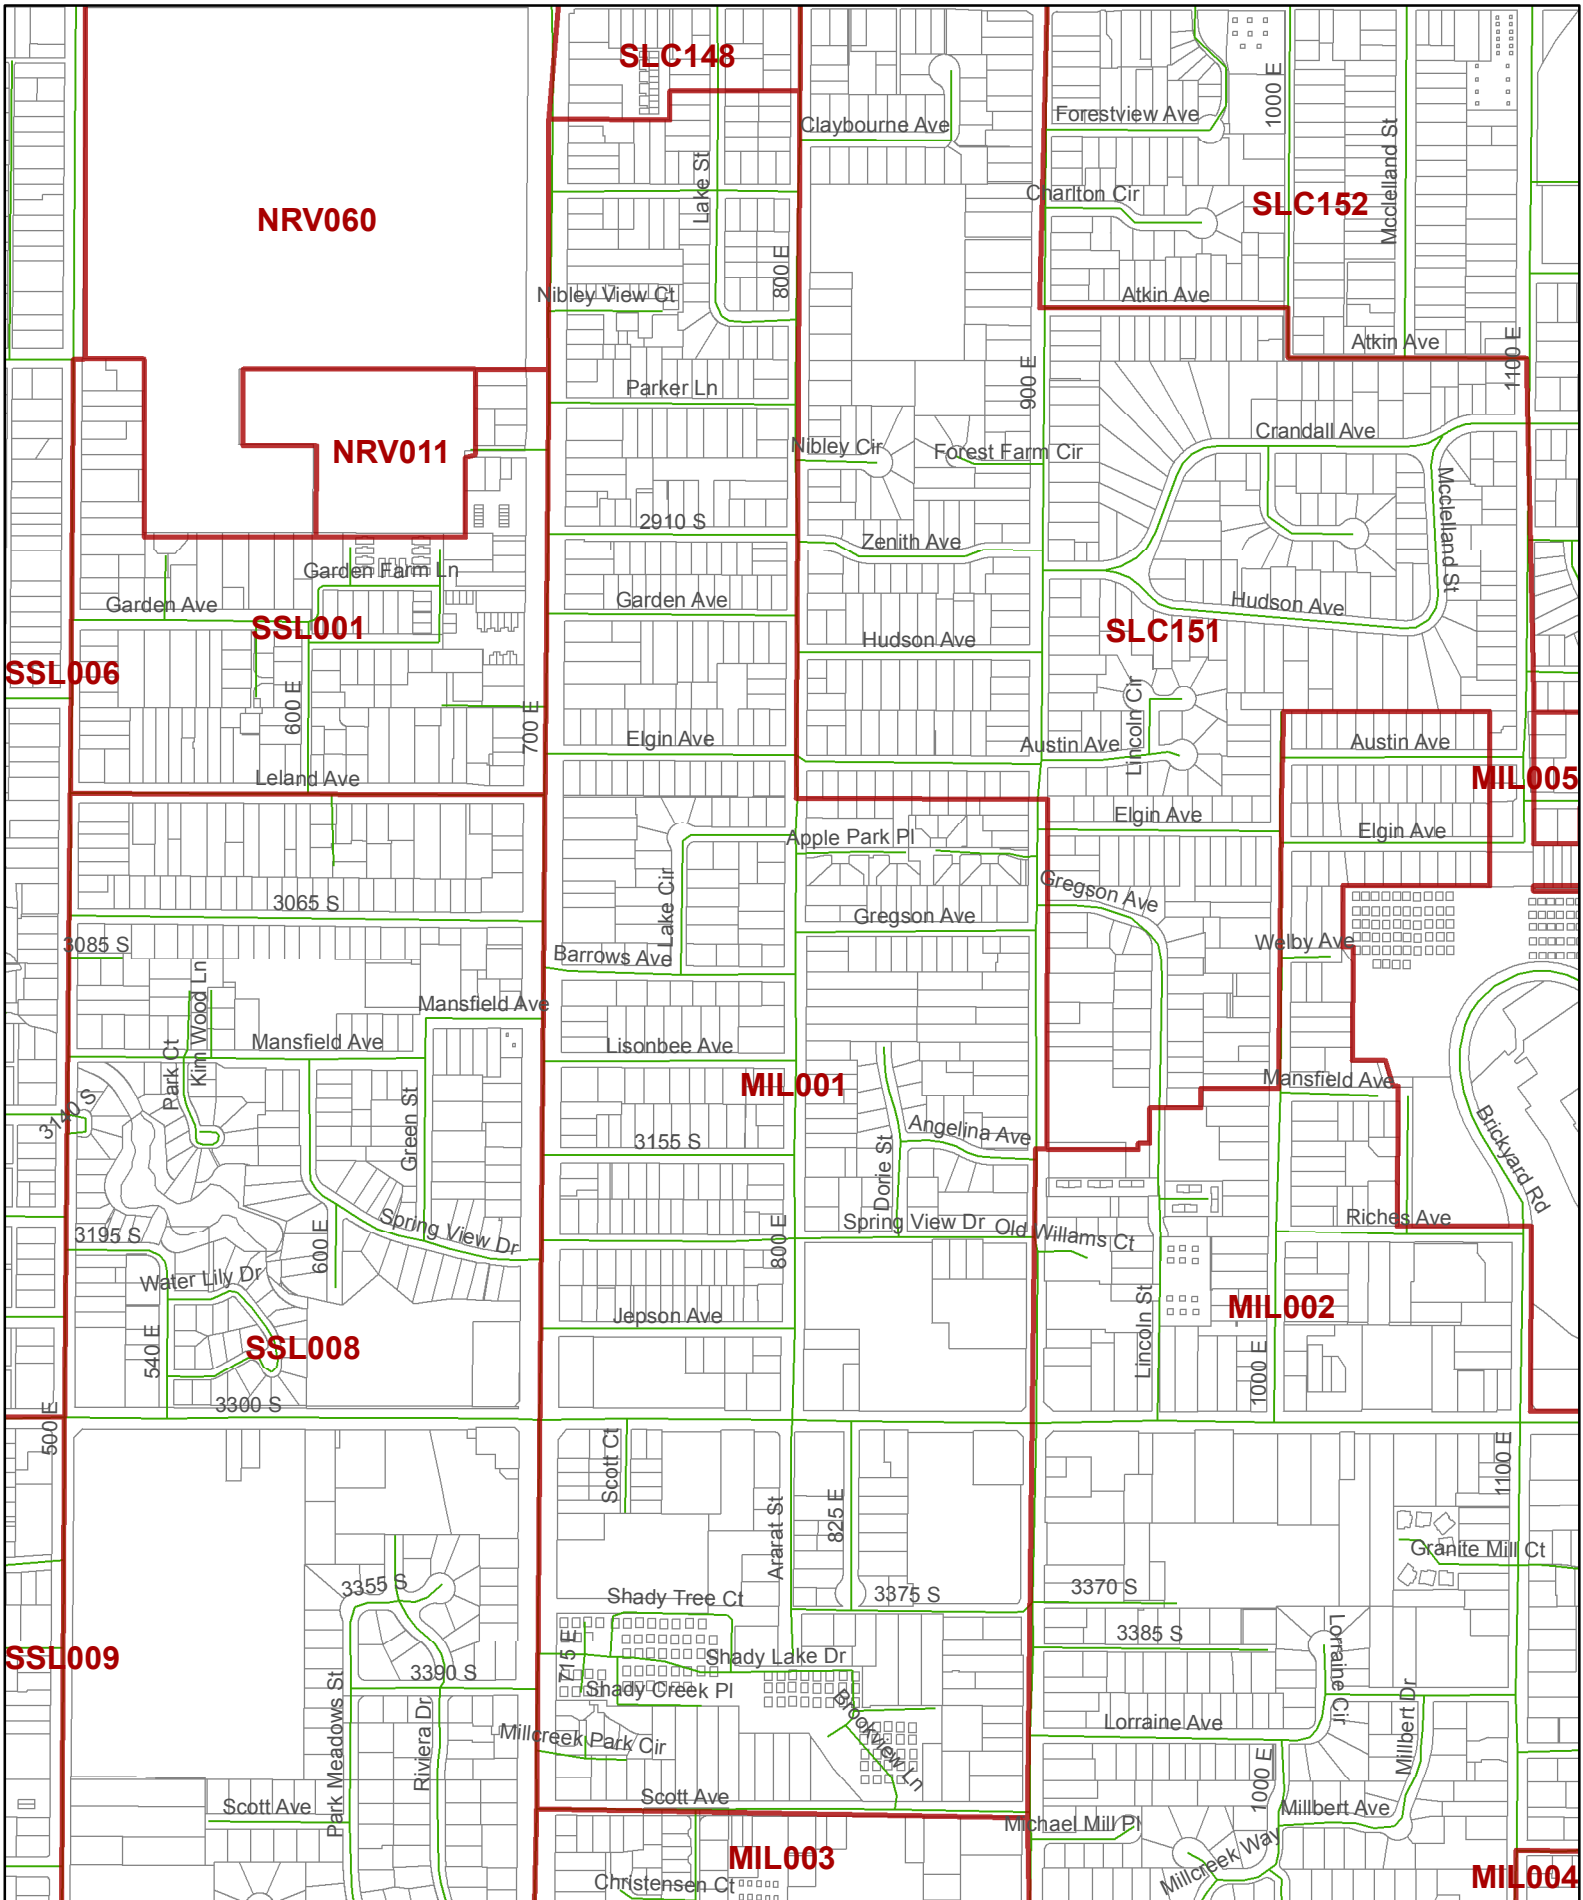 SLC148
1000 E
Forestview Ave
Claybourne Ave
Mcclelland St
Lake St
Charlton Cir
SLC152
NRV060
800 E
Nibley View Ct
Atkin Ave
Atkin Ave
1100 E
Parker Ln
900 E
Crandall Ave
NRV011
Nibley Cir
Forest Farm Cir
Mcclelland St
2910 S
Zenith Ave
Garden Farm Ln
Garden Ave
Garden Ave
Hudson Ave
SSL001
SLC151
Hudson Ave
SSL006
600 E
700 E
Lincoln Cir
Elgin Ave
Austin Ave
Austin Ave
Leland Ave
MIL005
Elgin Ave
Elgin Ave
Apple Park Pl
Gregson Ave
3065 S
Lake Cir
Gregson Ave
3085 S
Barrows Ave
Welby Ave
Kim Wood Ln
Mansfield Ave
Mansfield Ave
Lisonbee Ave
Park Ct
MIL001
Mansfield Ave
3140 S
Green St
3155 S
Angelina Ave
Brickyard Rd
Dorie St
Spring View Dr
Riches Ave
3195 S
600 E
Spring View Dr
800 E
Old Willams Ct
Water Lily Dr
MIL002
Jepson Ave
Lincoln St
540 E
SSL008
1000 E
3300 S
500 E
Scott Ct
1100 E
825 E
Ararat St
Granite Mill Ct
3355 S
Shady Tree Ct
3375 S
3370 S
3385 S
SSL009
715 E
Shady Lake Dr
Lorraine Cir
3390 S
Shady Creek Pl
Park Meadows St
Riviera Dr
Brookview Ln
Millcreek Park Cir
Lorraine Ave
Millbert Dr
Scott Ave
Scott Ave
1000 E
Millbert Ave
Michael Mill Pl
MIL003
Millcreek Way
Christensen Ct
MIL004